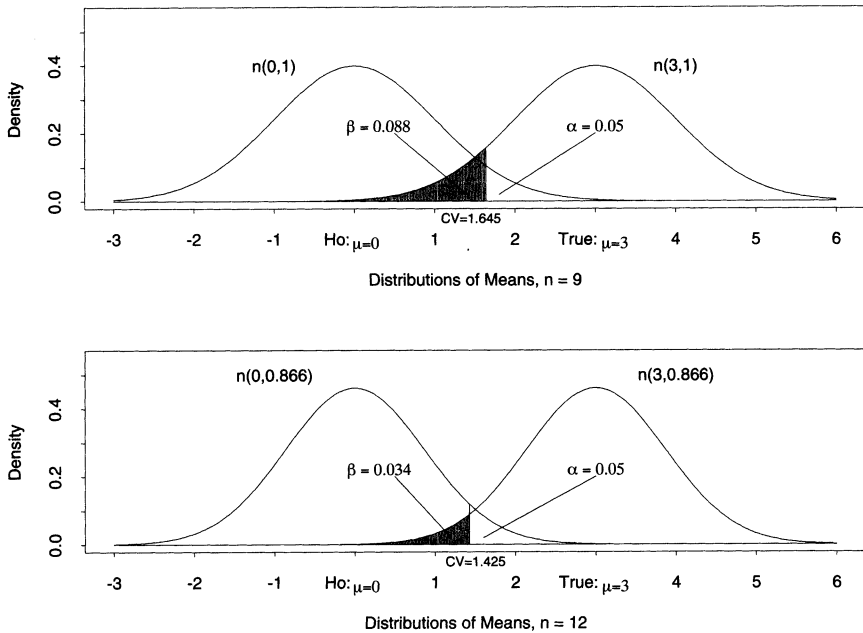 n(0,1)
n(3,1)
β = 0.088
α = 0.05
Density
0.0
0.2
0.4
CV=1.645
-3 -2 -1 Ho: μ=0 1 2 True: μ=3 4 5 6
Distributions of Means, n = 9
n(0,0.866)
n(3,0.866)
β = 0.034
α = 0.05
Density
0.0
0.2
0.4
CV=1.425
-3 -2 -1 Ho: μ=0 1 2 True: μ=3 4 5 6
Distributions of Means, n = 12